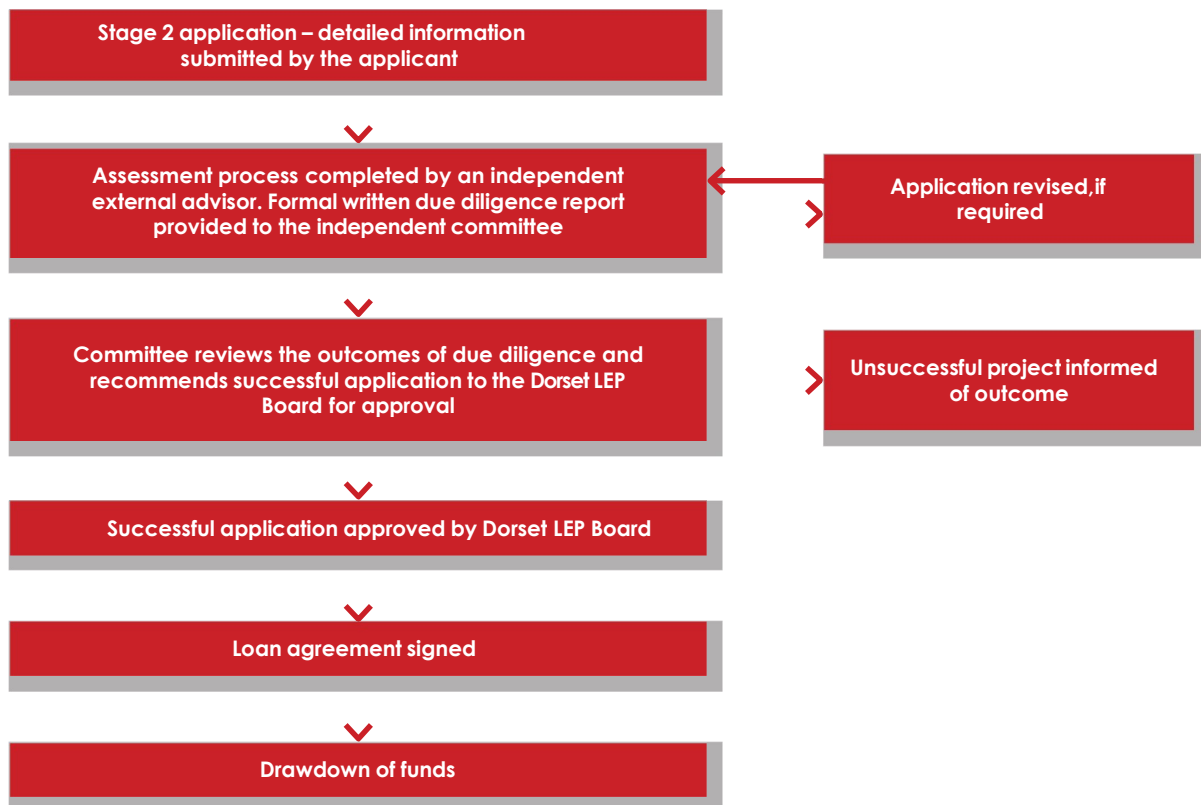 Stage 2 application – detailed information
submitted by the applicant
Assessment process completed by an independent
external advisor. Formal written due diligence report
provided to the independent committee
Application revised,if
required
Committee reviews the outcomes of due diligence and
recommends successful application to the Dorset LEP
Board for approval
Unsuccessful project informed
of outcome
Successful application approved by Dorset LEP Board
Loan agreement signed
Drawdown of funds